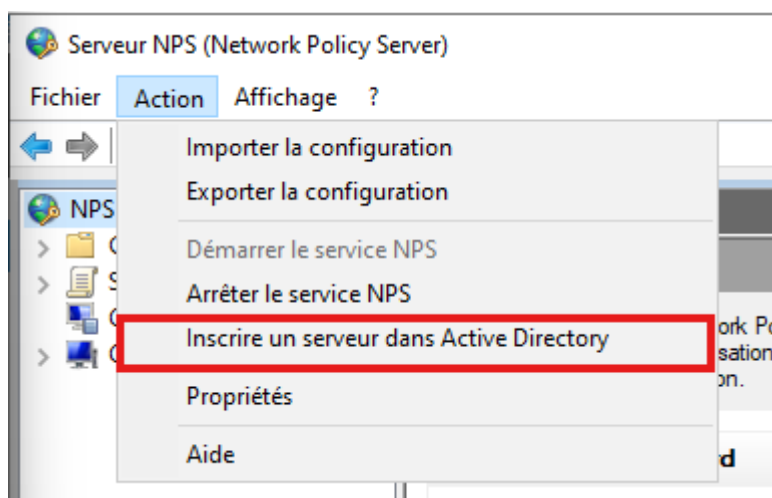 Serveur NPS (Network Policy Server)
Fichier Action Affichage ?
Importer la configuration
Exporter la configuration
NPS
Démarrer le service NPS
Arrêter le service NPS
Inscrire un serveur dans Active Directory
Propriétés
Aide